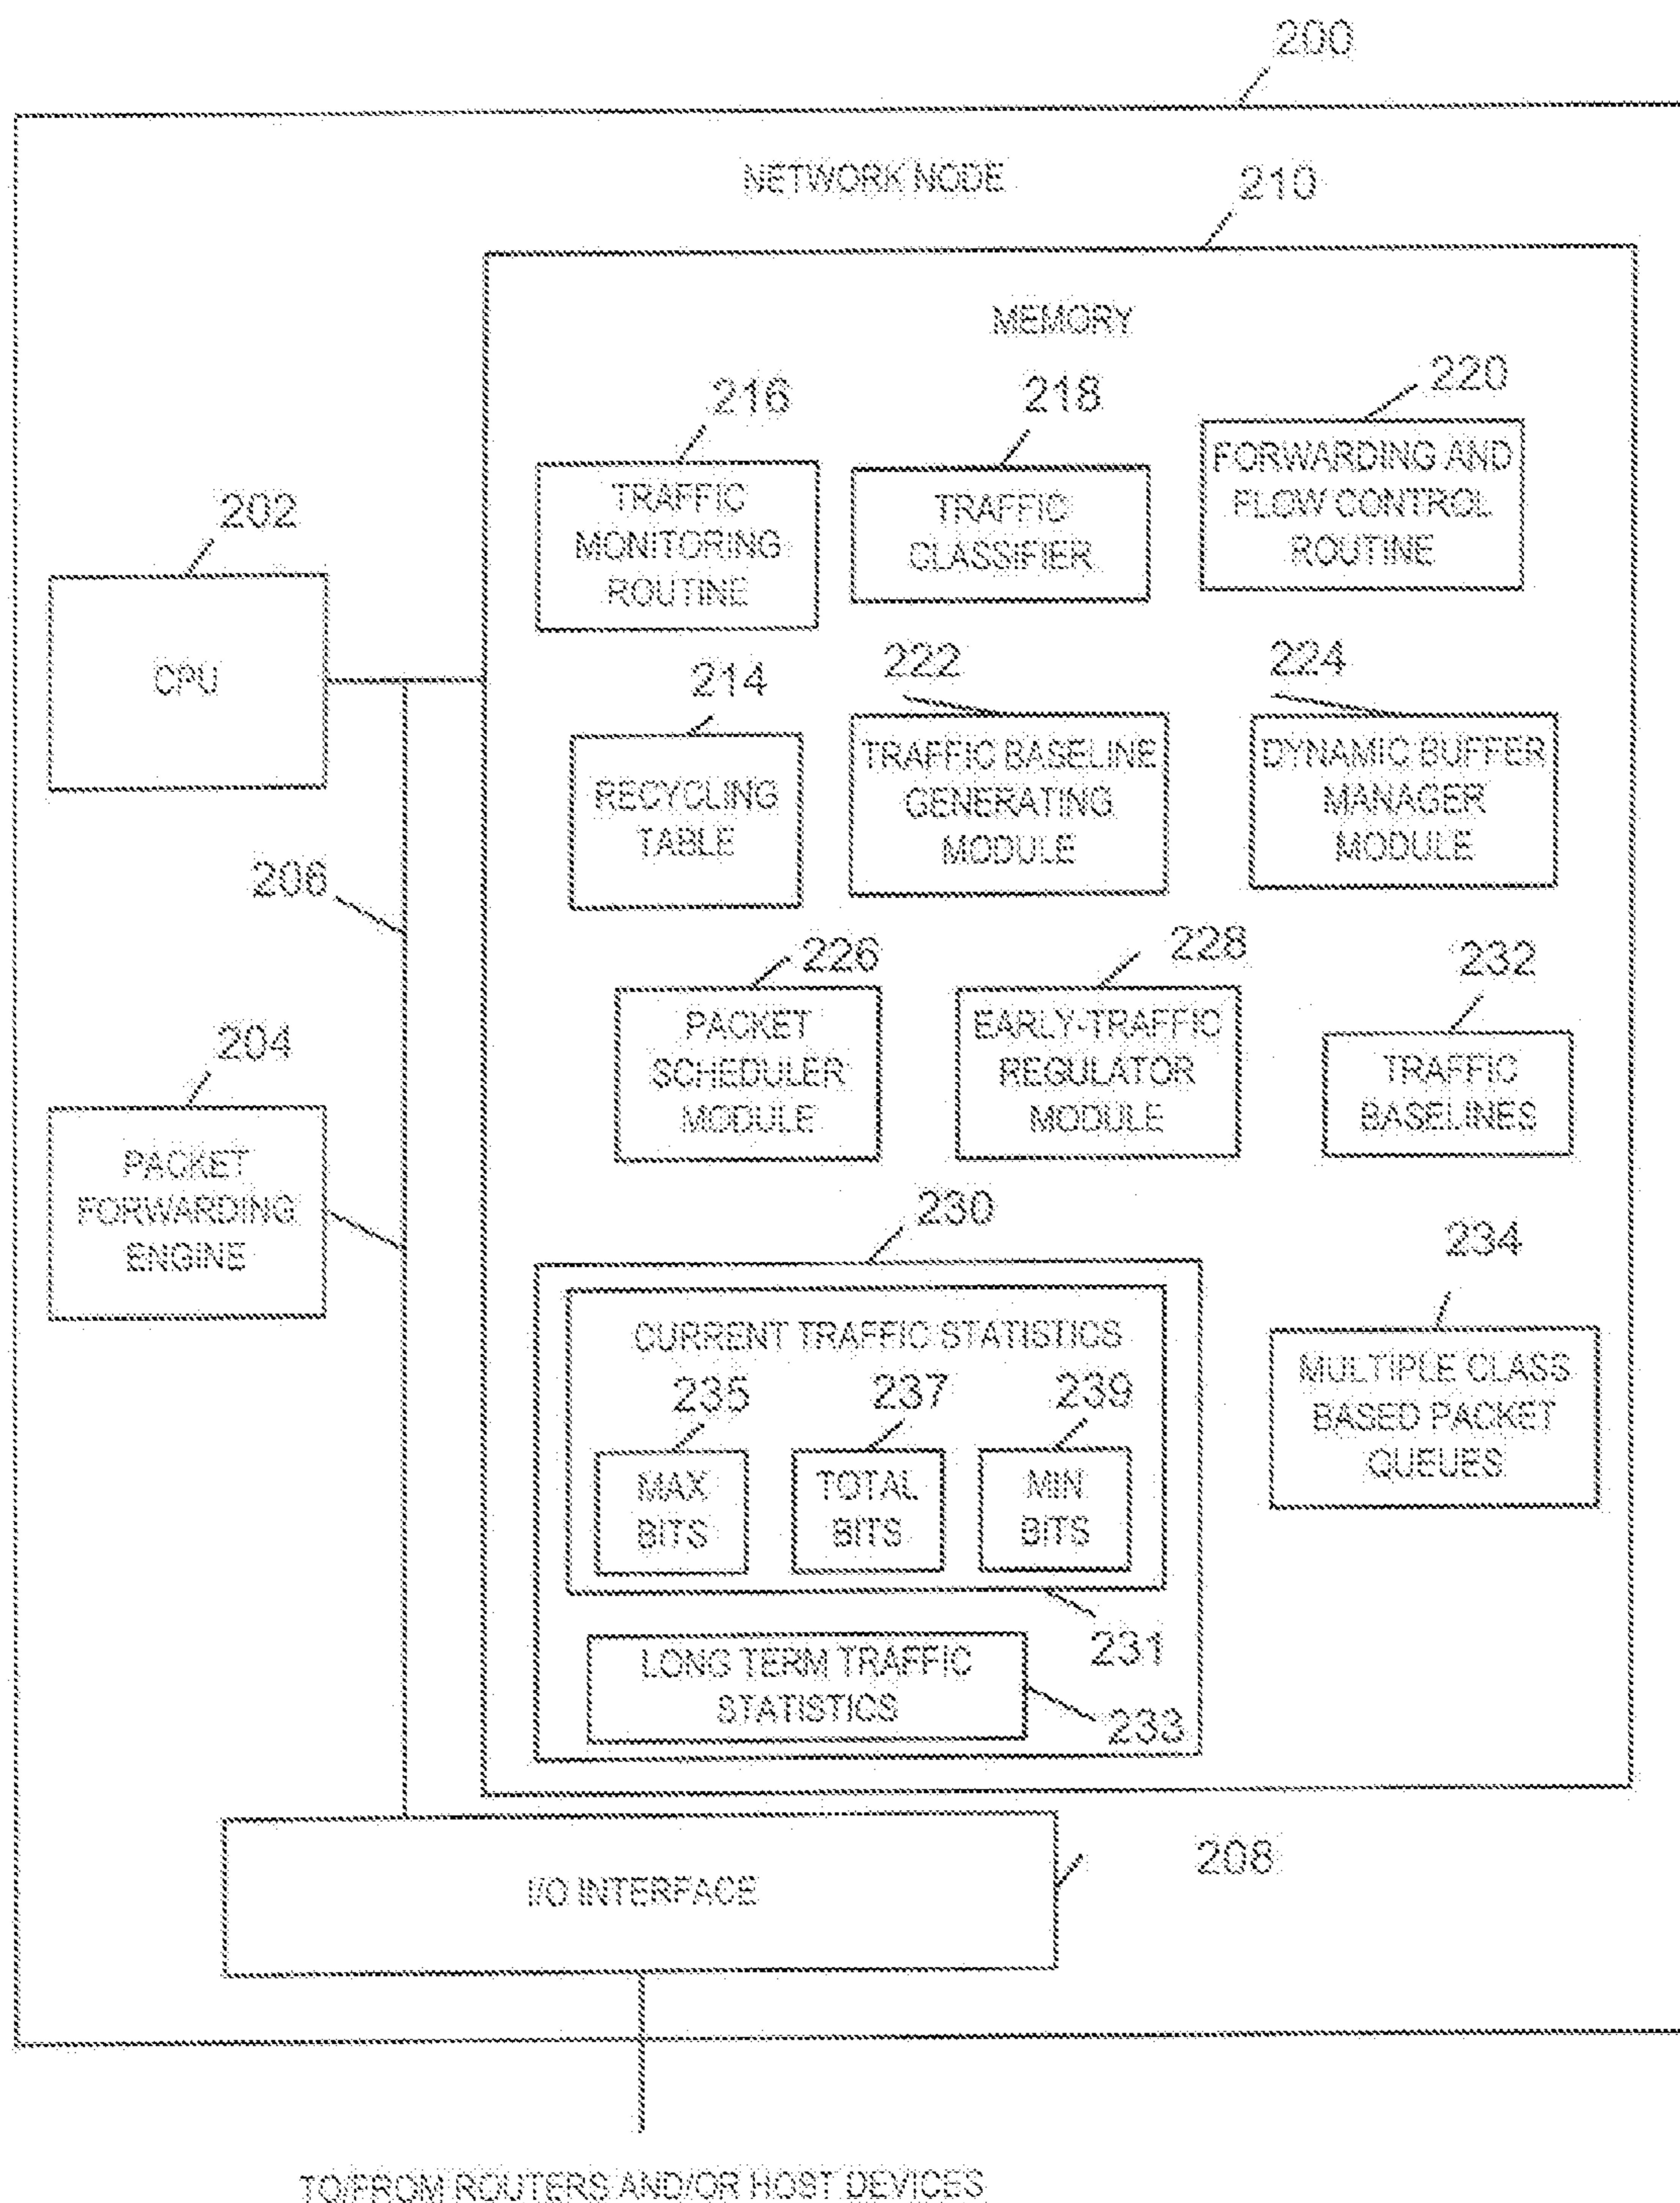 200
NETWORK NODE
210
MEMORY
216
218
220
TRAFFIC
MONITORING
ROUTINE
TRAFFIC
CLASSIFIER
FORWARDING AND
FLOW CONTROL
ROUTINE
202
CPU
214
222
224
RECYCLING
TABLE
TRAFFIC BASELINE
GENERATING
MODULE
DYNAMIC BUFFER
MANAGER
MODULE
206
226
228
232
PACKET
SCHEDULER
MODULE
EARLY-TRAFFIC
REGULATOR
MODULE
TRAFFIC
BASELINES
204
PACKET
FORWARDING
ENGINE
230
234
CURRENT TRAFFIC STATISTICS
235
237
239
MAX
BITS
TOTAL
BITS
MIN
BITS
MULTIPLE CLASS
BASED PACKET
QUEUES
231
LONG TERM TRAFFIC
STATISTICS
233
208
I/O INTERFACE
TO/FROM ROUTERS AND/OR HOST DEVICES